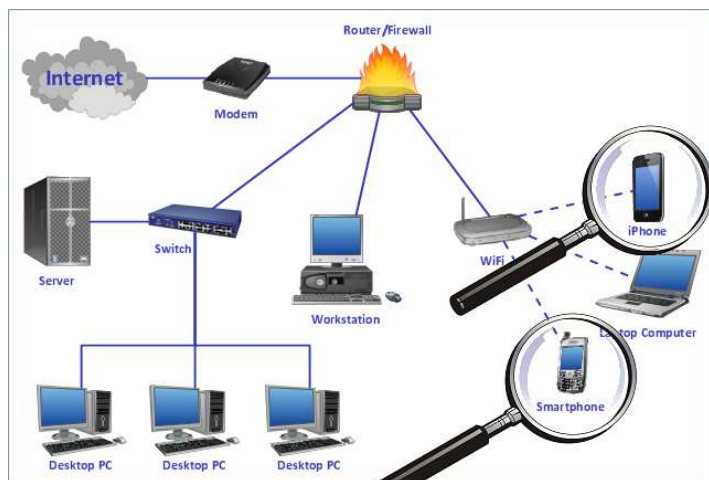 Router/Firewall
Internet
Modem
iPhone
Switch
WiFi
Server
Workstation
Laptop Computer
Smartphone
Desktop PC
Desktop PC
Desktop PC